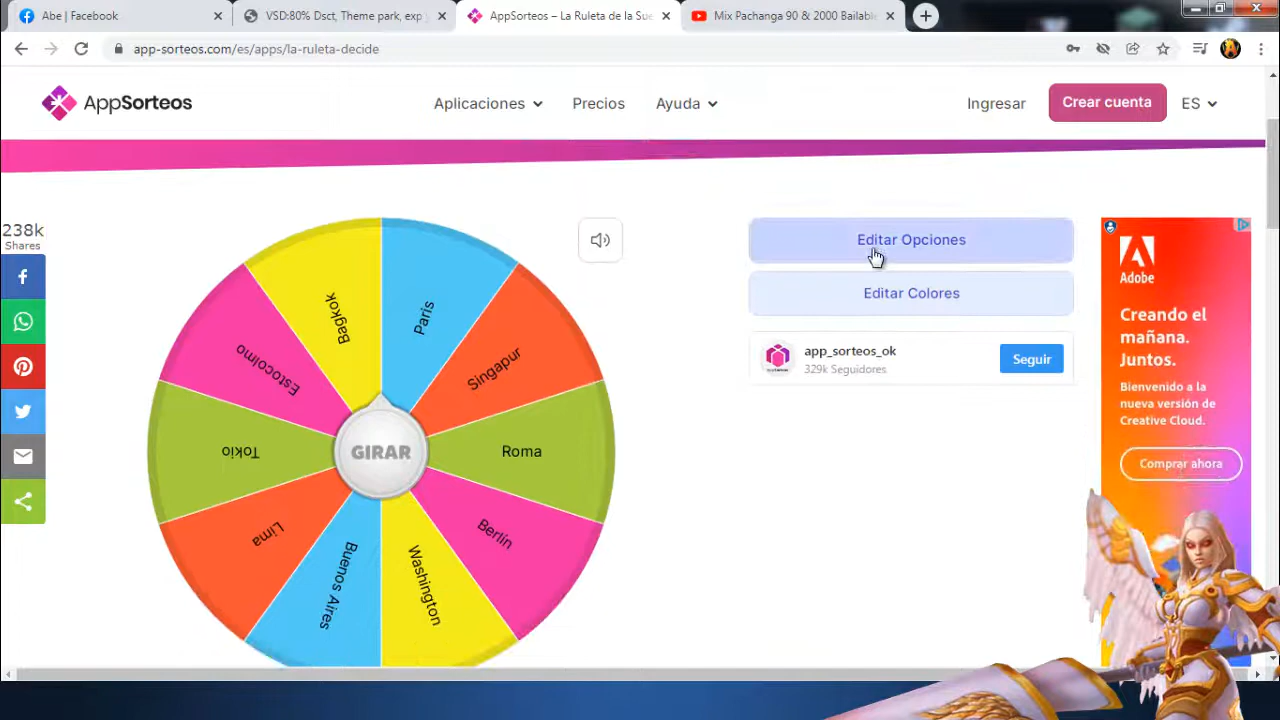 Abe | Facebook
VSD:80% Dsct, Theme park, exp
AppSorteos – La Ruleta de la Sue
Mix Pachenga 90 & 2000 Bailable
app-sorteos.com/es/apps/la-ruleta-decide
AppSorteos
Aplicaciones
Precios
Ayuda
Ingresar
Crear cuenta
ES
238k
Shares
Bagkok
Paris
Singapur
Roma
Berlin
Washington
Buenos Aires
Lima
Tokio
Estocolmo
GIRAR
Editar Opciones
Editar Colores
app_sorteos_ok
329k Seguidores
Seguir
Adobe
Creando el
mañana.
Juntos.
Bienvenido a la
nueva versión de
Creative Cloud.
Comprar ahora